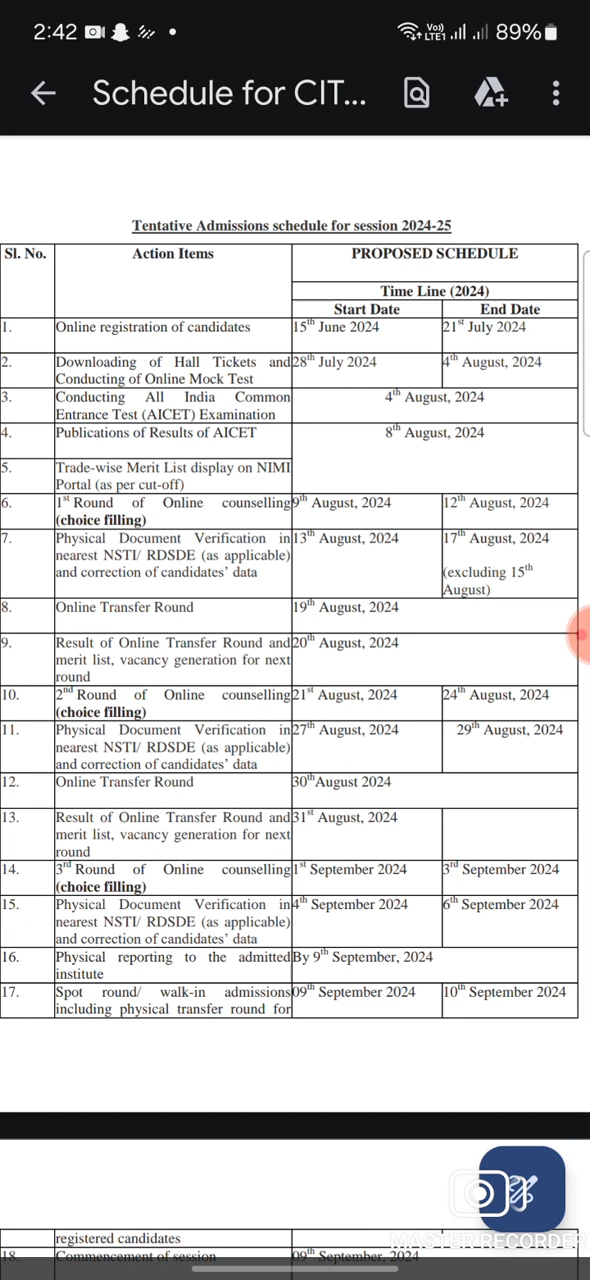 2:42
Vo)) LTE1 89%
Schedule for CIT...
Tentative Admissions schedule for session 2024-25
Sl. No. Action Items PROPOSED SCHEDULE
Time Line (2024)
Start Date End Date
1. Online registration of candidates 15th June 2024 21st July 2024
2. Downloading of Hall Tickets and 28th July 2024 4th August, 2024
Conducting of Online Mock Test
3. Conducting All India Common 4th August, 2024
Entrance Test (AICET) Examination
4. Publications of Results of AICET 8th August, 2024
5. Trade-wise Merit List display on NIMI
Portal (as per cut-off)
6. 1st Round of Online counselling 9th August, 2024 12th August, 2024
(choice filling)
7. Physical Document Verification in 13th August, 2024 17th August, 2024
nearest NSTI/ RDSDE (as applicable)
and correction of candidates’ data (excluding 15th
August)
8. Online Transfer Round 19th August, 2024
9. Result of Online Transfer Round and 20th August, 2024
merit list, vacancy generation for next
round
10. 2nd Round of Online counselling 21st August, 2024 24th August, 2024
(choice filling)
11. Physical Document Verification in 27th August, 2024 29th August, 2024
nearest NSTI/ RDSDE (as applicable)
and correction of candidates’ data
12. Online Transfer Round 30thAugust 2024
13. Result of Online Transfer Round and 31st August, 2024
merit list, vacancy generation for next
round
14. 3rd Round of Online counselling 1st September 2024 3rd September 2024
(choice filling)
15. Physical Document Verification in 4th September 2024 6th September 2024
nearest NSTI/ RDSDE (as applicable)
and correction of candidates’ data
16. Physical reporting to the admitted By 9th September, 2024
institute
17. Spot round/ walk-in admissions 09th September 2024 10th September 2024
including physical transfer round for
registered candidates
MASTER RECORDER
18. Commencement of session 09th September, 2024